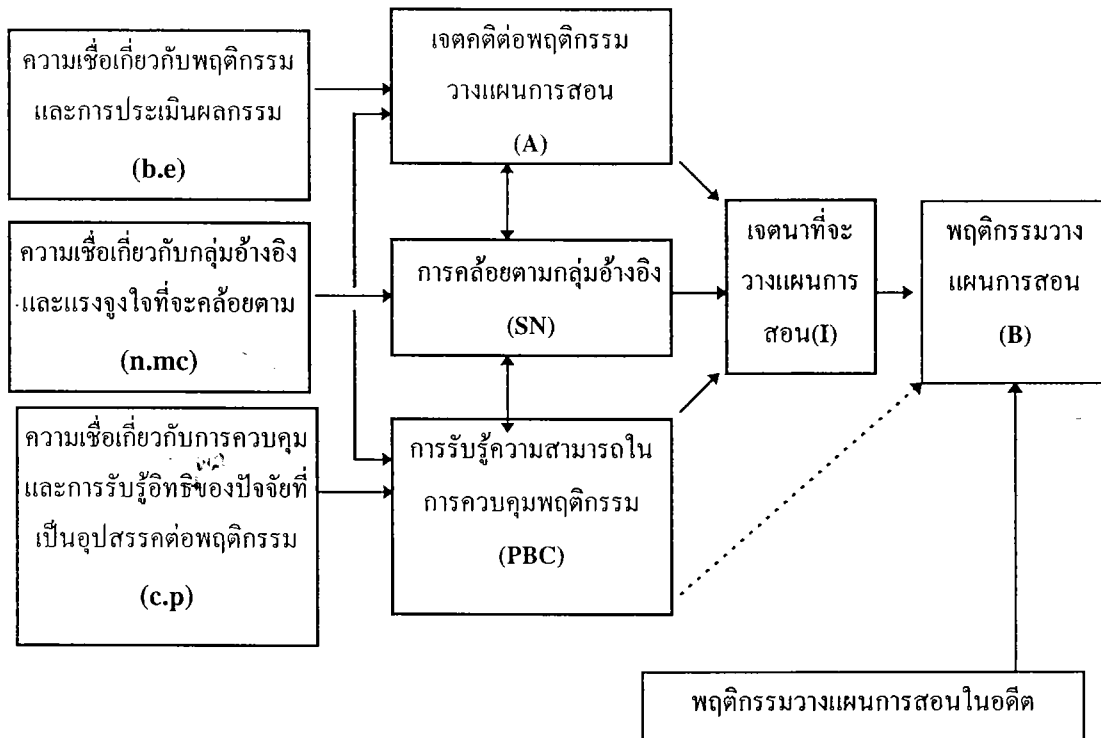 ความเชื่อเกี่ยวกับพฤติกรรม
และการประเมินผลกรรม
(b.e)
เจตคติต่อพฤติกรรม
วางแผนการสอน
(A)
ความเชื่อเกี่ยวกับกลุ่มอ้างอิง
และแรงจูงใจที่จะคล้อยตาม
(n.mc)
การคล้อยตามกลุ่มอ้างอิง
(SN)
เจตนาที่จะ
วางแผนการ
สอน(I)
พฤติกรรมวาง
แผนการสอน
(B)
ความเชื่อเกี่ยวกับการควบคุม
และการรับรู้อิทธิของปัจจัยที่
เป็นอุปสรรคต่อพฤติกรรม
(c.p)
การรับรู้ความสามารถใน
การควบคุมพฤติกรรม
(PBC)
พฤติกรรมวางแผนการสอนในอดีต